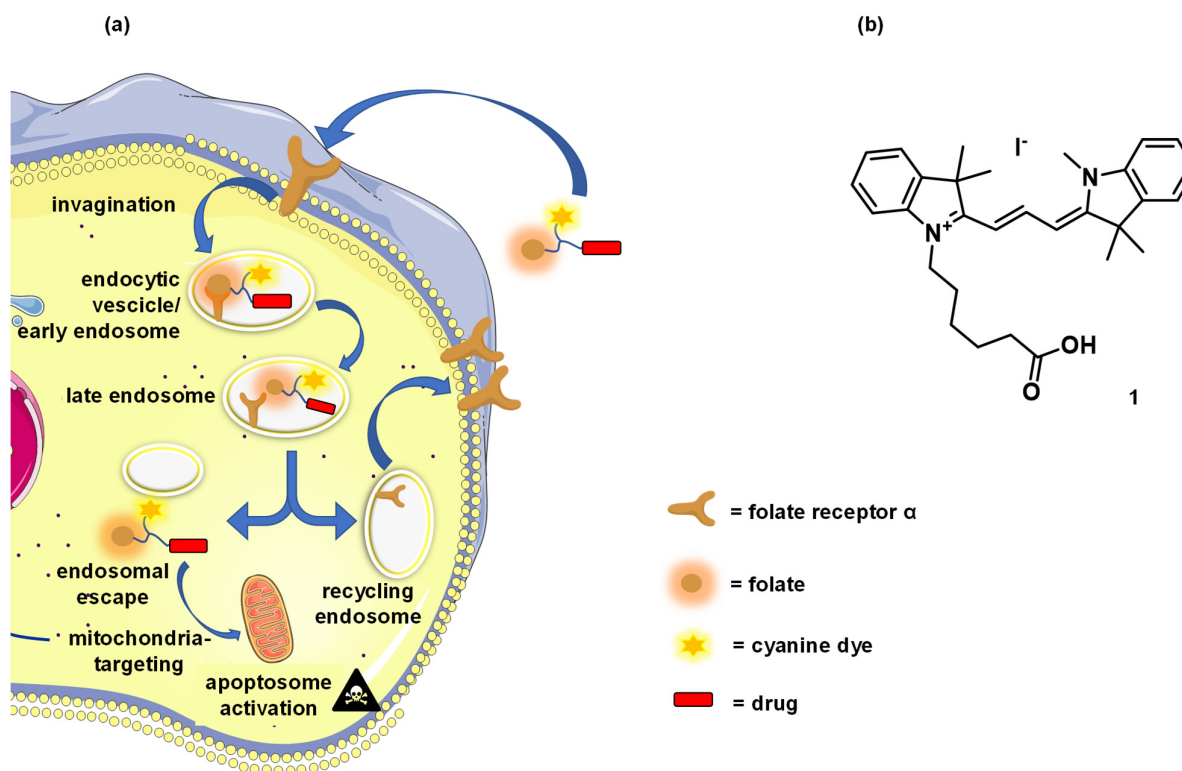 (a)
invagination
endocytic
vescicle/
early endosome
late endosome
endosomal
escape
mitochondria-
targeting
recycling
endosome
apoptosome
activation
(b)
I-
N
N+
OH
O
1
= folate receptor α
= folate
= cyanine dye
= drug